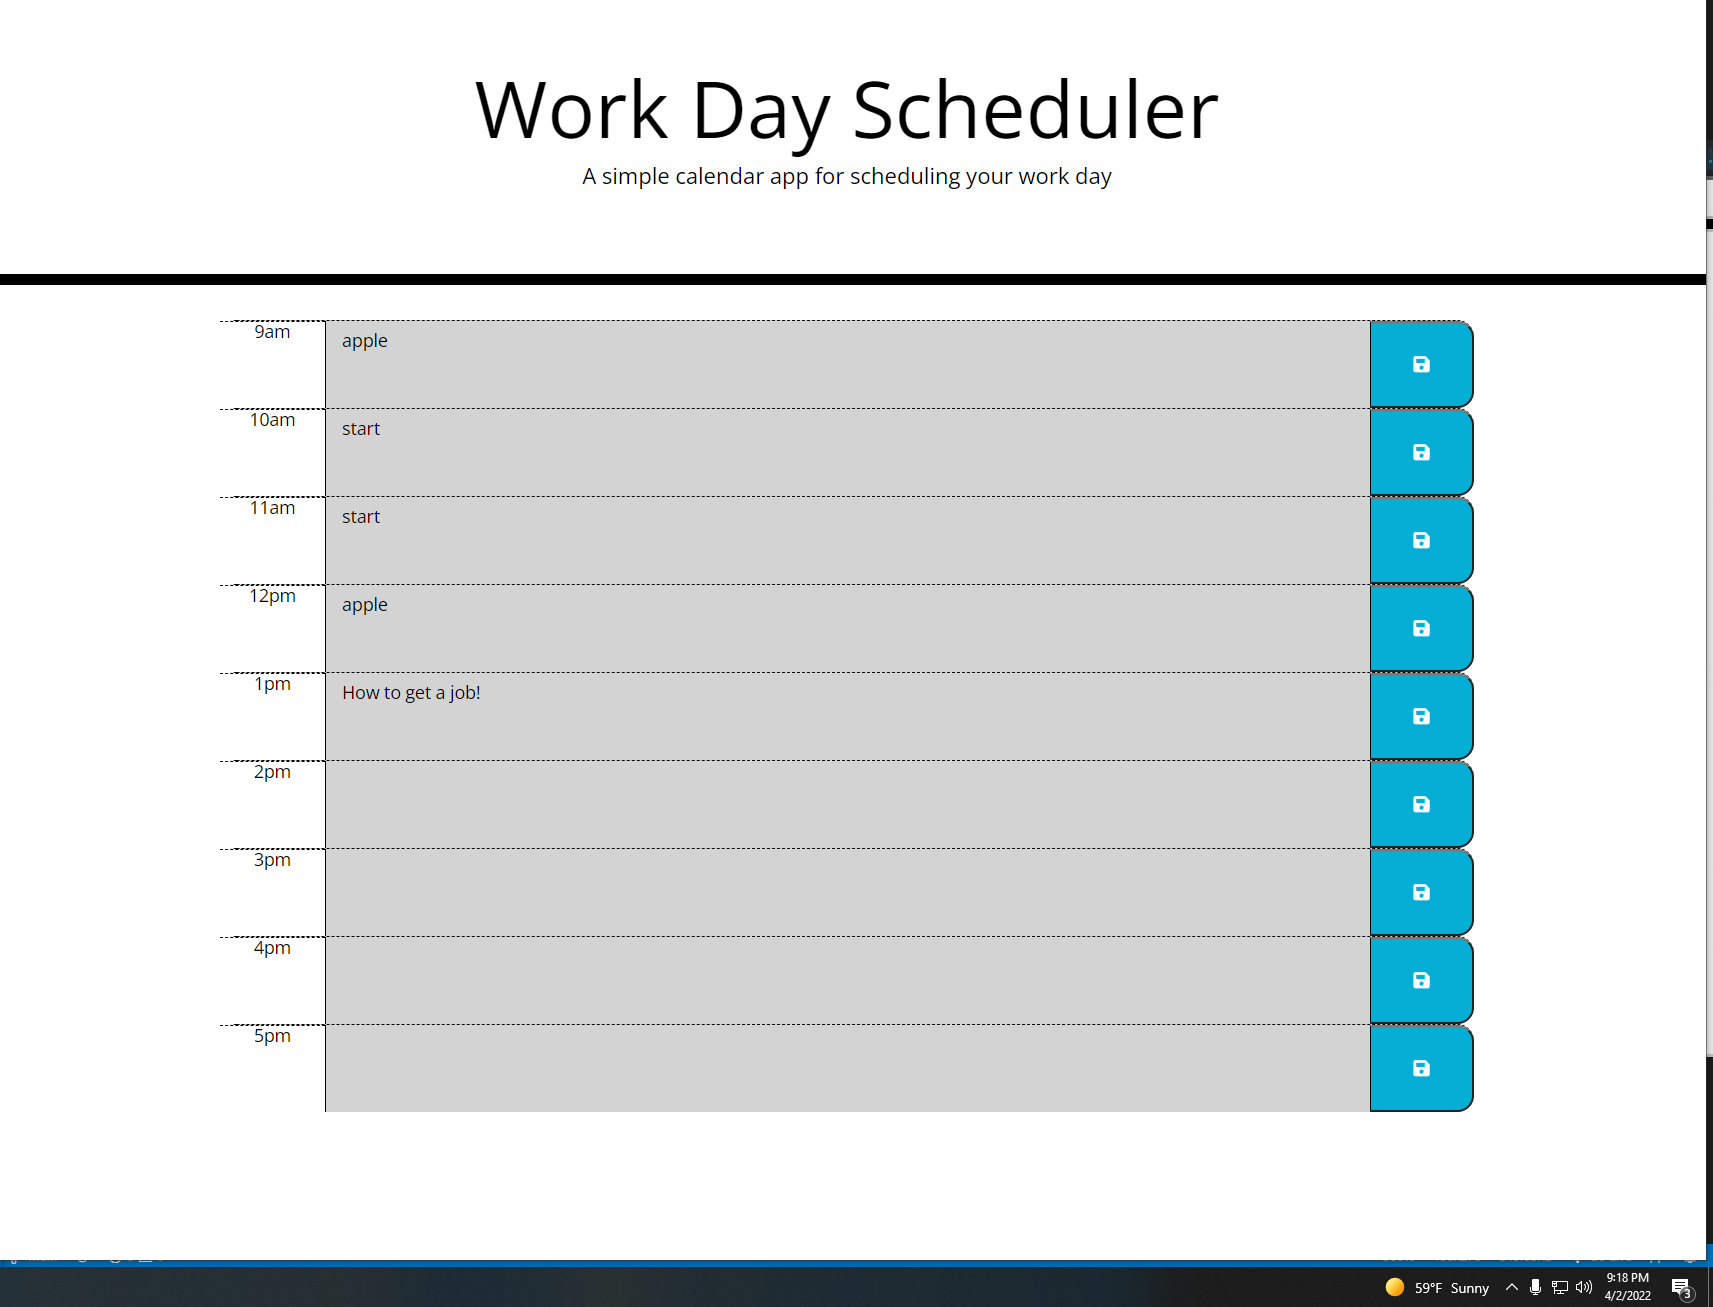 Work Day Scheduler
A simple calendar app for scheduling your work day
9am
apple
10am
start
11am
start
12pm
apple
1pm
How to get a job!
2pm
3pm
4pm
5pm
59°F Sunny
9:18 PM
4/2/2022
3